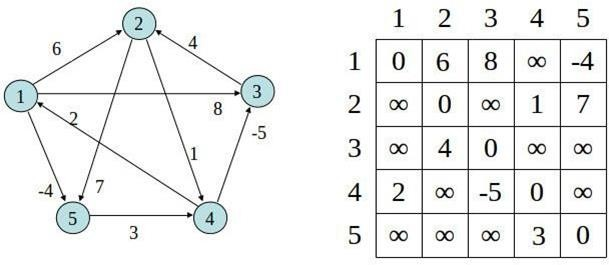 2
6
4
1
3
8
2
-5
1
-4
7
5
4
3
1 2 3 4 5
1 0 6 8 ∞ -4
2 ∞ 0 ∞ 1 7
3 ∞ 4 0 ∞ ∞
4 2 ∞ -5 0 ∞
5 ∞ ∞ ∞ 3 0